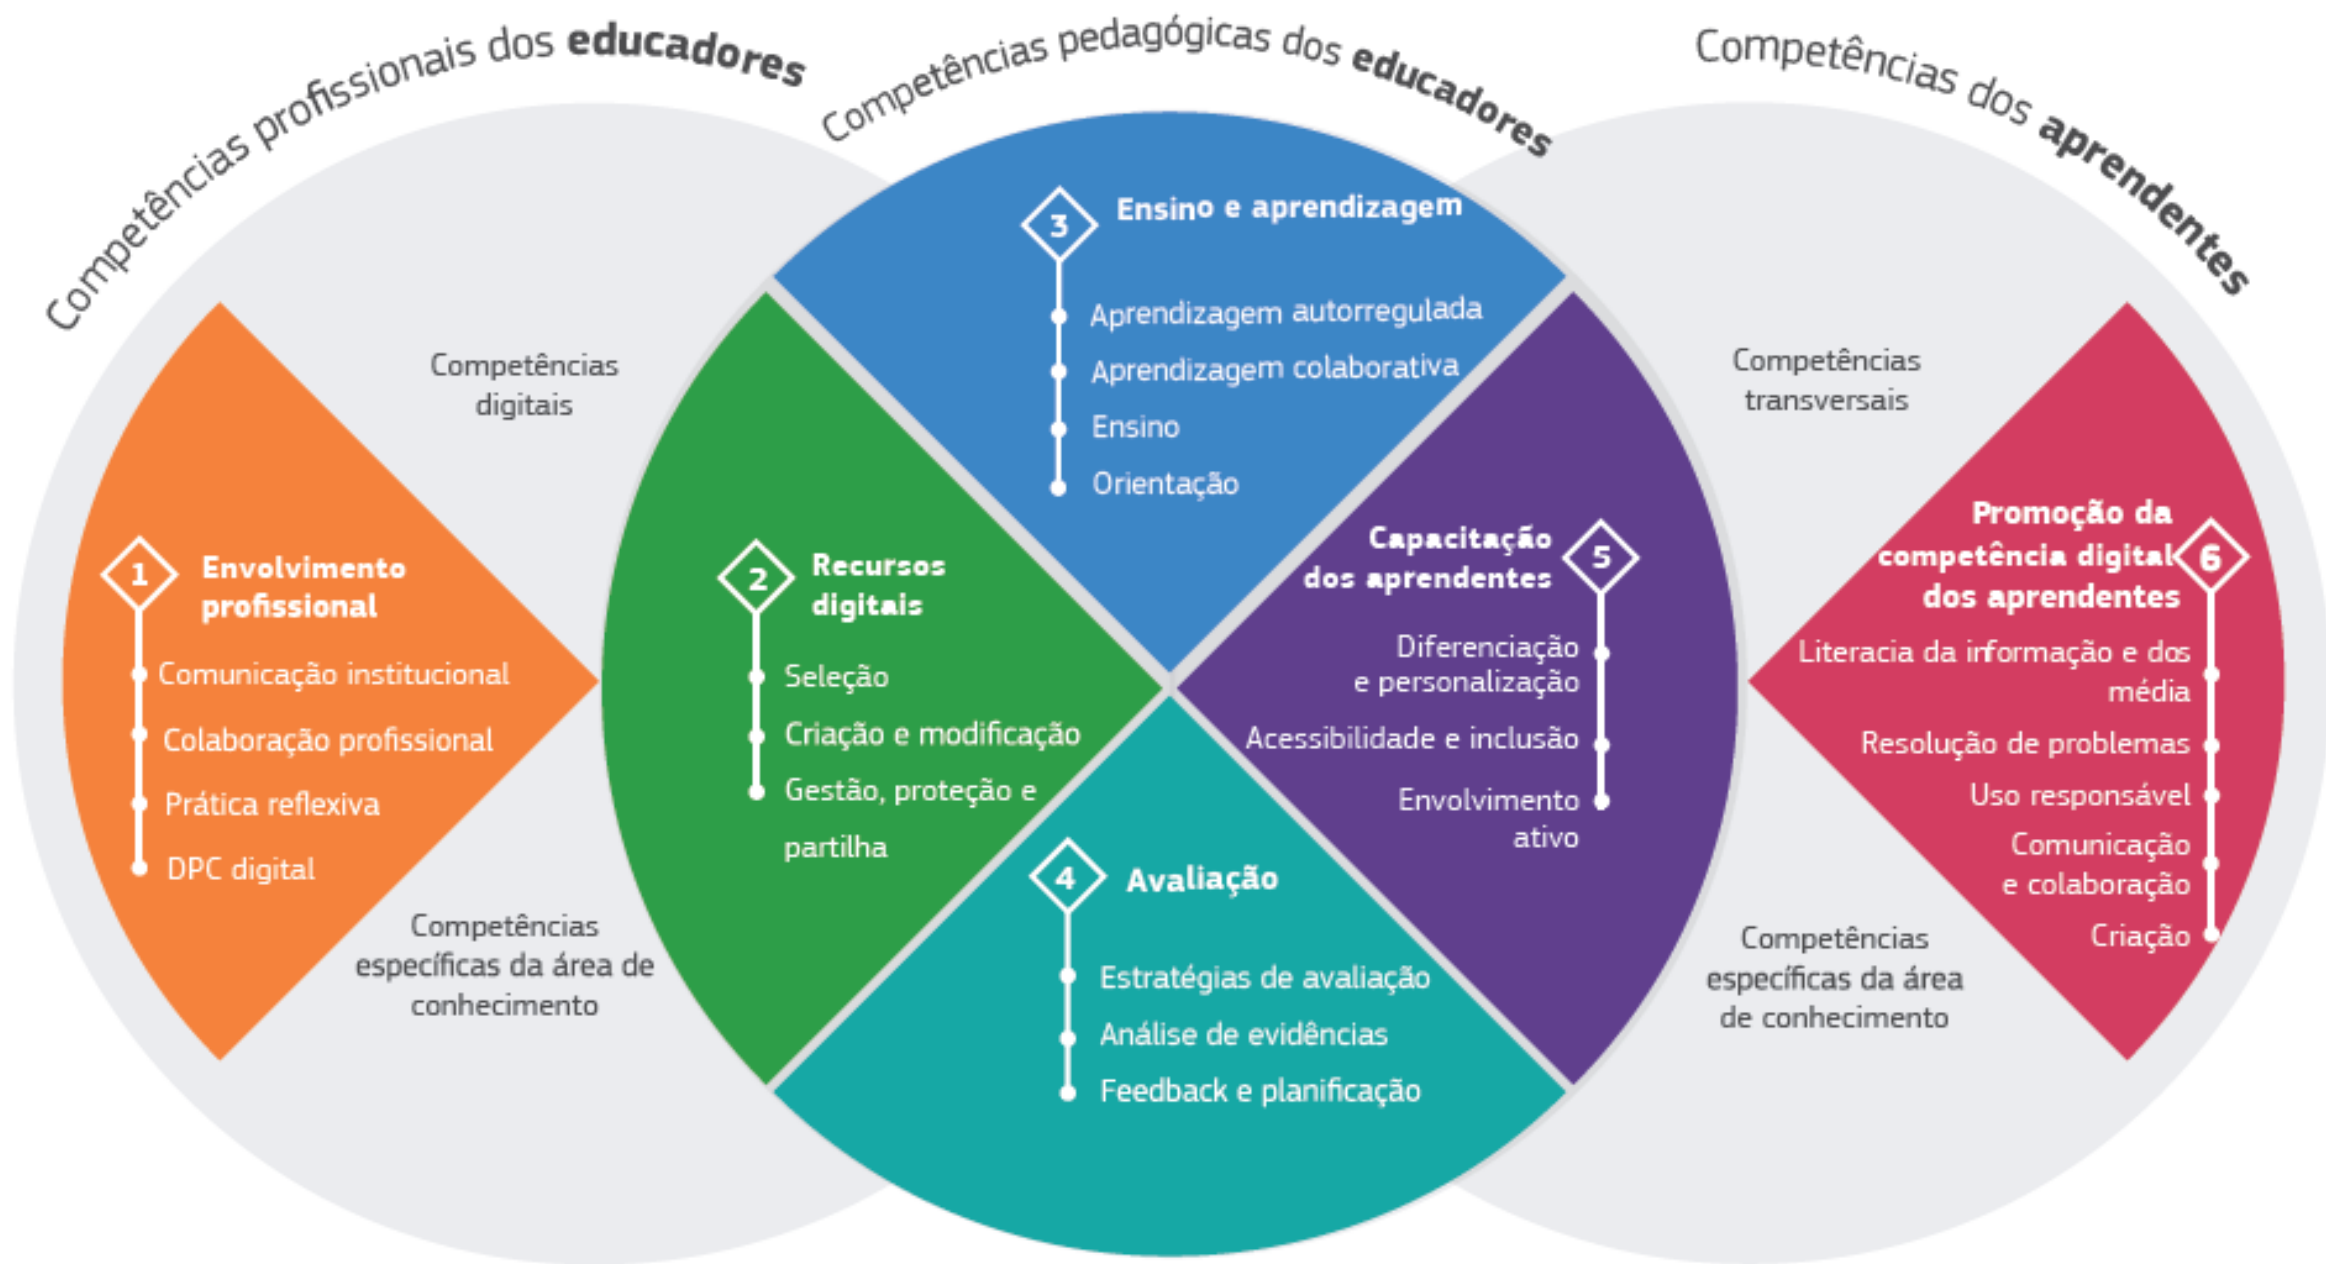 Competências profissionais dos educadores
Competências pedagógicas dos educadores
Competências dos aprendentes
Competências
digitais
Competências
específicas da área de
conhecimento
1
Envolvimento
profissional
Comunicação institucional
Colaboração profissional
Prática reflexiva
DPC digital
2
Recursos
digitais
Seleção
Criação e modificação
Gestão, proteção e
partilha
3
Ensino e aprendizagem
Aprendizagem autorregulada
Aprendizagem colaborativa
Ensino
Orientação
4
Avaliação
Estratégias de avaliação
Análise de evidências
Feedback e planificação
Capacitação
dos aprendentes
5
Diferenciação
e personalização
Acessibilidade e inclusão
Envolvimento
ativo
Competências
transversais
Competências
específicas da área
de conhecimento
Promoção da
competência digital
dos aprendentes
6
Literacia da informação e dos
média
Resolução de problemas
Uso responsável
Comunicação
e colaboração
Criação